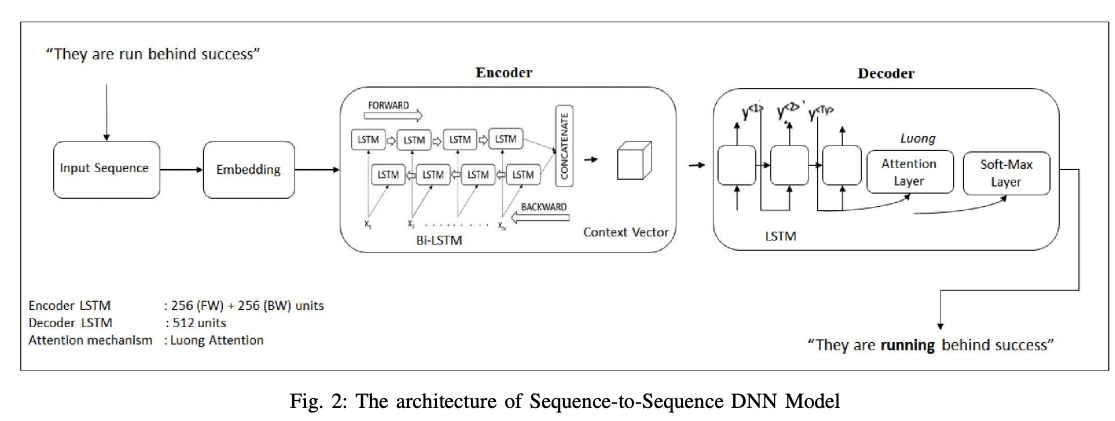 "They are run behind success"
Input Sequence
Embedding
Encoder
FORWARD
LSTM LSTM LSTM LSTM
LSTM LSTM LSTM LSTM
CONCATENATE
BACKWARD
X₁ X₂ . . . . . . . . .
Bi-LSTM
Context Vector
Decoder
y<1> y<2> y<Ty>
Luong
Attention
Layer
Soft-Max
Layer
LSTM
Encoder LSTM : 256 (FW) + 256 (BW) units
Decoder LSTM : 512 units
Attention mechanism : Luong Attention
"They are running behind success"
Fig. 2: The architecture of Sequence-to-Sequence DNN Model